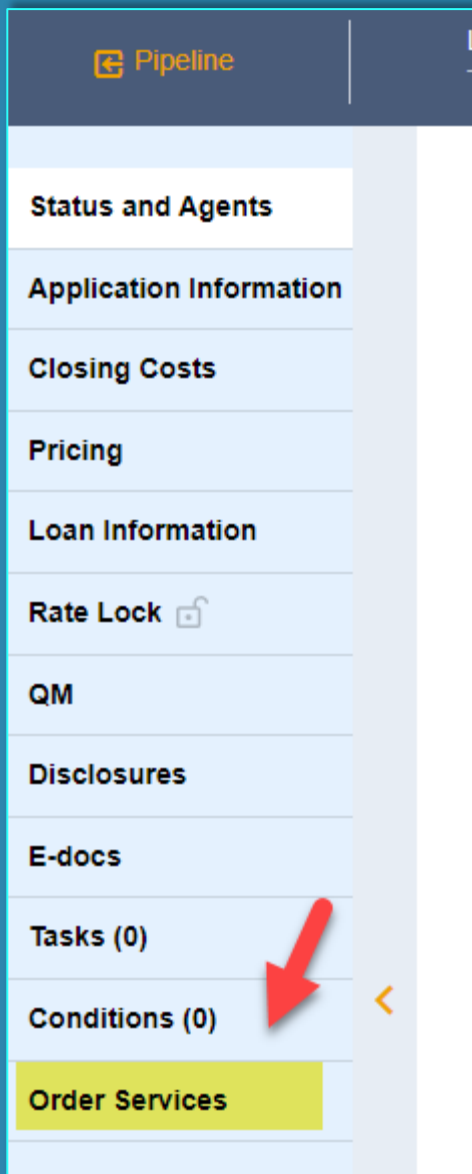 Pipeline
Status and Agents
Application Information
Closing Costs
Pricing
Loan Information
Rate Lock
QM
Disclosures
E-docs
Tasks (0)
Conditions (0)
Order Services